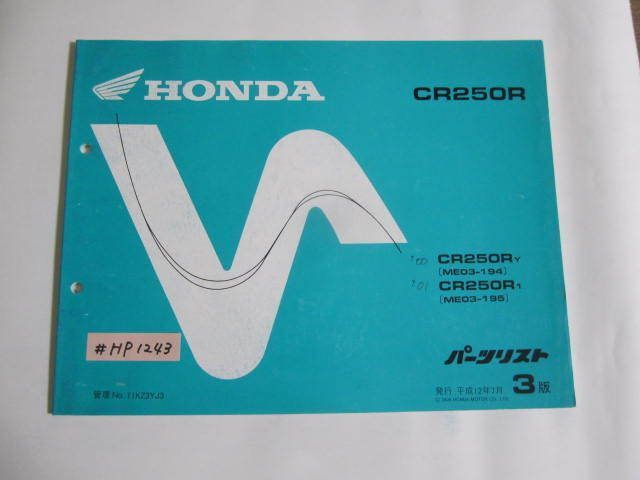 HONDA
CR250R
'00 CR250RY
(ME03-194)
'01 CR250R1
(ME03-195)
#HP1243
パーツリスト
管理No.11KZ3YJ3
発行 平成12年7月 3版